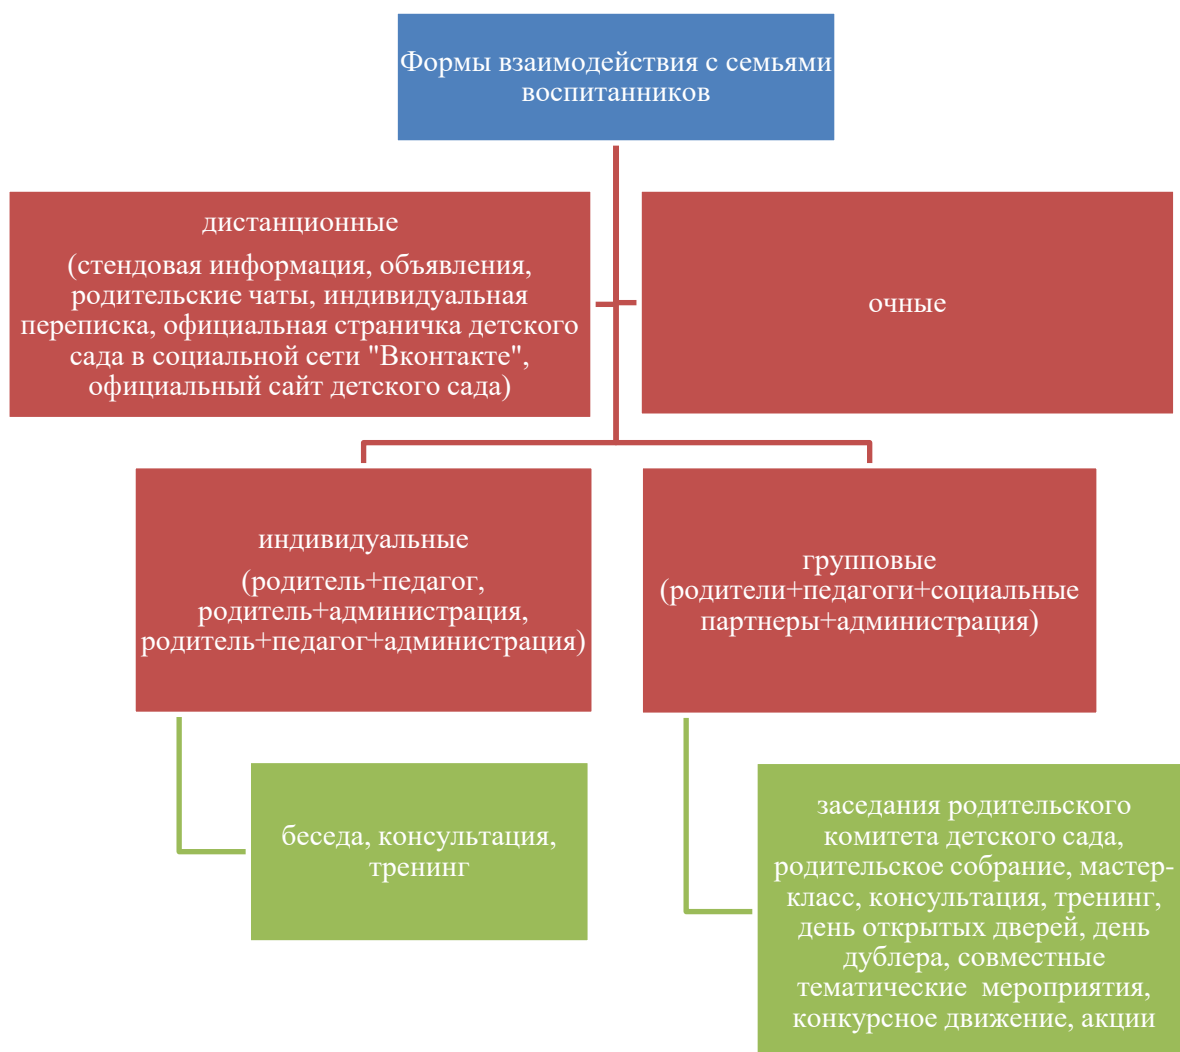 Формы взаимодействия с семьями
воспитанников
дистанционные
(стендовая информация, объявления,
родительские чаты, индивидуальная
переписка, официальная страничка детского
сада в социальной сети "Вконтакте",
официальный сайт детского сада)
очные
индивидуальные
(родитель+педагог,
родитель+администрация,
родитель+педагог+администрация)
групповые
(родители+педагоги+социальные
партнеры+администрация)
беседа, консультация,
тренинг
заседания родительского
комитета детского сада,
родительское собрание, мастер-
класс, консультация, тренинг,
день открытых дверей, день
дублера, совместные
тематические  мероприятия,
конкурсное движение, акции